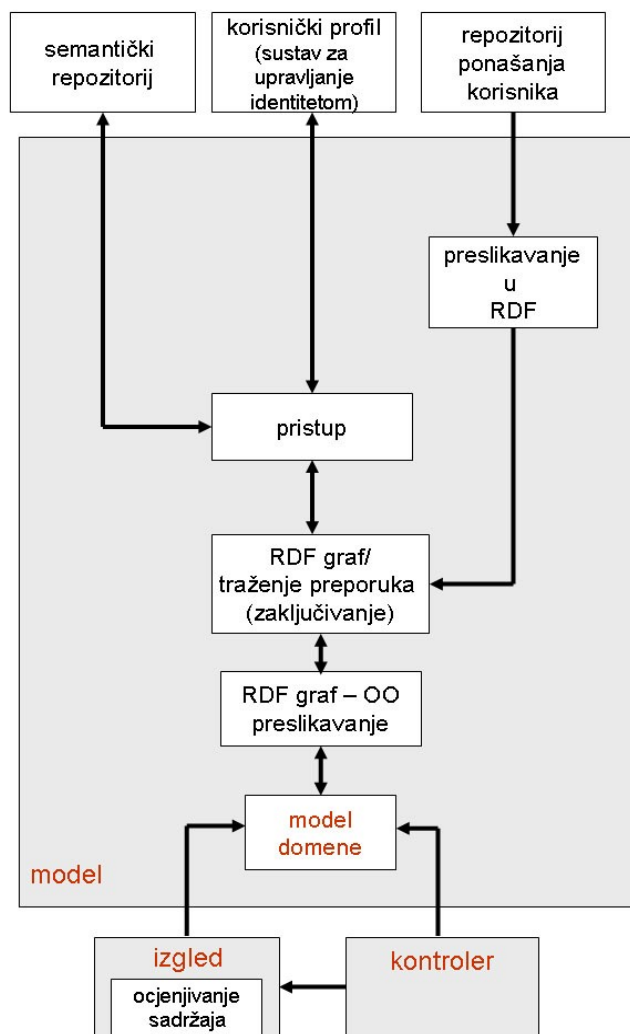 semantički
repozitorij
korisnički profil
(sustav za
upravljanje
identitetom)
repozitorij
ponašanja
korisnika
preslikavanje
u
RDF
pristup
RDF graf/
traženje preporuka
(zaključivanje)
RDF graf – OO
preslikavanje
model
domene
model
izgled
kontroler
ocjenjivanje
sadržaja